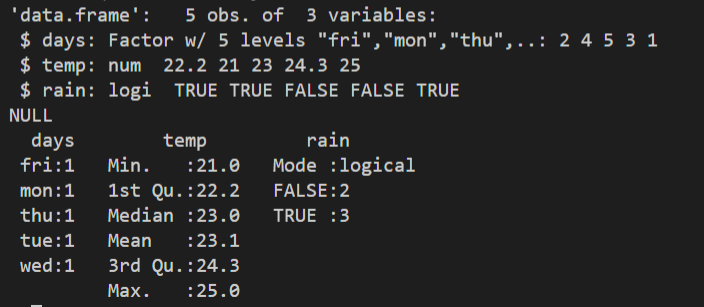 'data.frame':   5 obs. of  3 variables:
 $ days: Factor w/ 5 levels "fri","mon","thu",..: 2 4 5 3 1
 $ temp: num  22.2 21 23 24.3 25
 $ rain: logi  TRUE TRUE FALSE FALSE TRUE
NULL
  days        temp         rain
 fri:1   Min.   :21.0   Mode :logical
 mon:1   1st Qu.:22.2   FALSE:2
 thu:1   Median :23.0   TRUE :3
 tue:1   Mean   :23.1
 wed:1   3rd Qu.:24.3
         Max.   :25.0